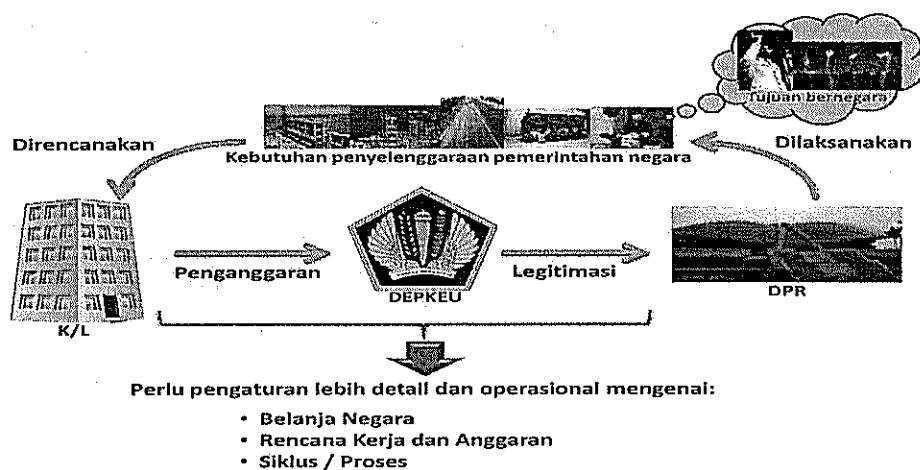 Tujuan bernegara
Direncanakan
Dilaksanakan
Kebutuhan penyelenggaraan pemerintahan negara
Penganggaran
Legitimasi
DEPKEU
DPR
K/L
Perlu pengaturan lebih detail dan operasional mengenai:
• Belanja Negara
• Rencana Kerja dan Anggaran
• Siklus / Proses